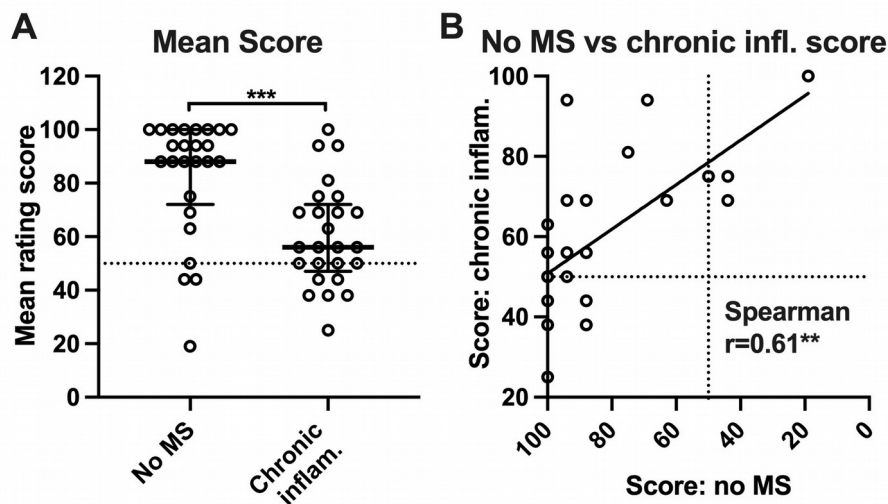 A
Mean Score
Mean rating score
120
100
80
60
40
20
0
***
No MS
Chronic
inflam.
B
No MS vs chronic infl. score
Score: chronic inflam.
100
80
60
40
20
Spearman
r=0.61**
100
80
60
40
20
0
Score: no MS